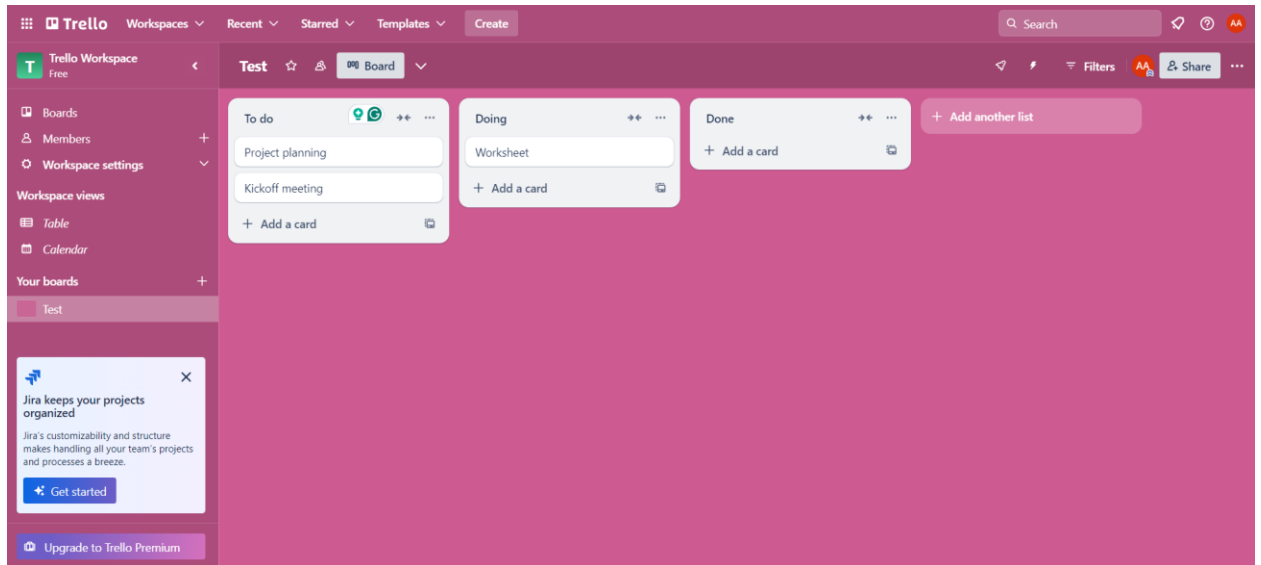 Trello Workspaces Recent Starred Templates Create Search AA
T Trello Workspace
Free
Test Board Filters AA Share
Boards
Members
Workspace settings
Workspace views
Table
Calendar
Your boards
Test
Jira keeps your projects
organized
Jira's customizability and structure
makes handling all your team's projects
and processes a breeze.
Get started
Upgrade to Trello Premium
To do
Project planning
Kickoff meeting
+ Add a card
Doing
Worksheet
+ Add a card
Done
+ Add a card
+ Add another list